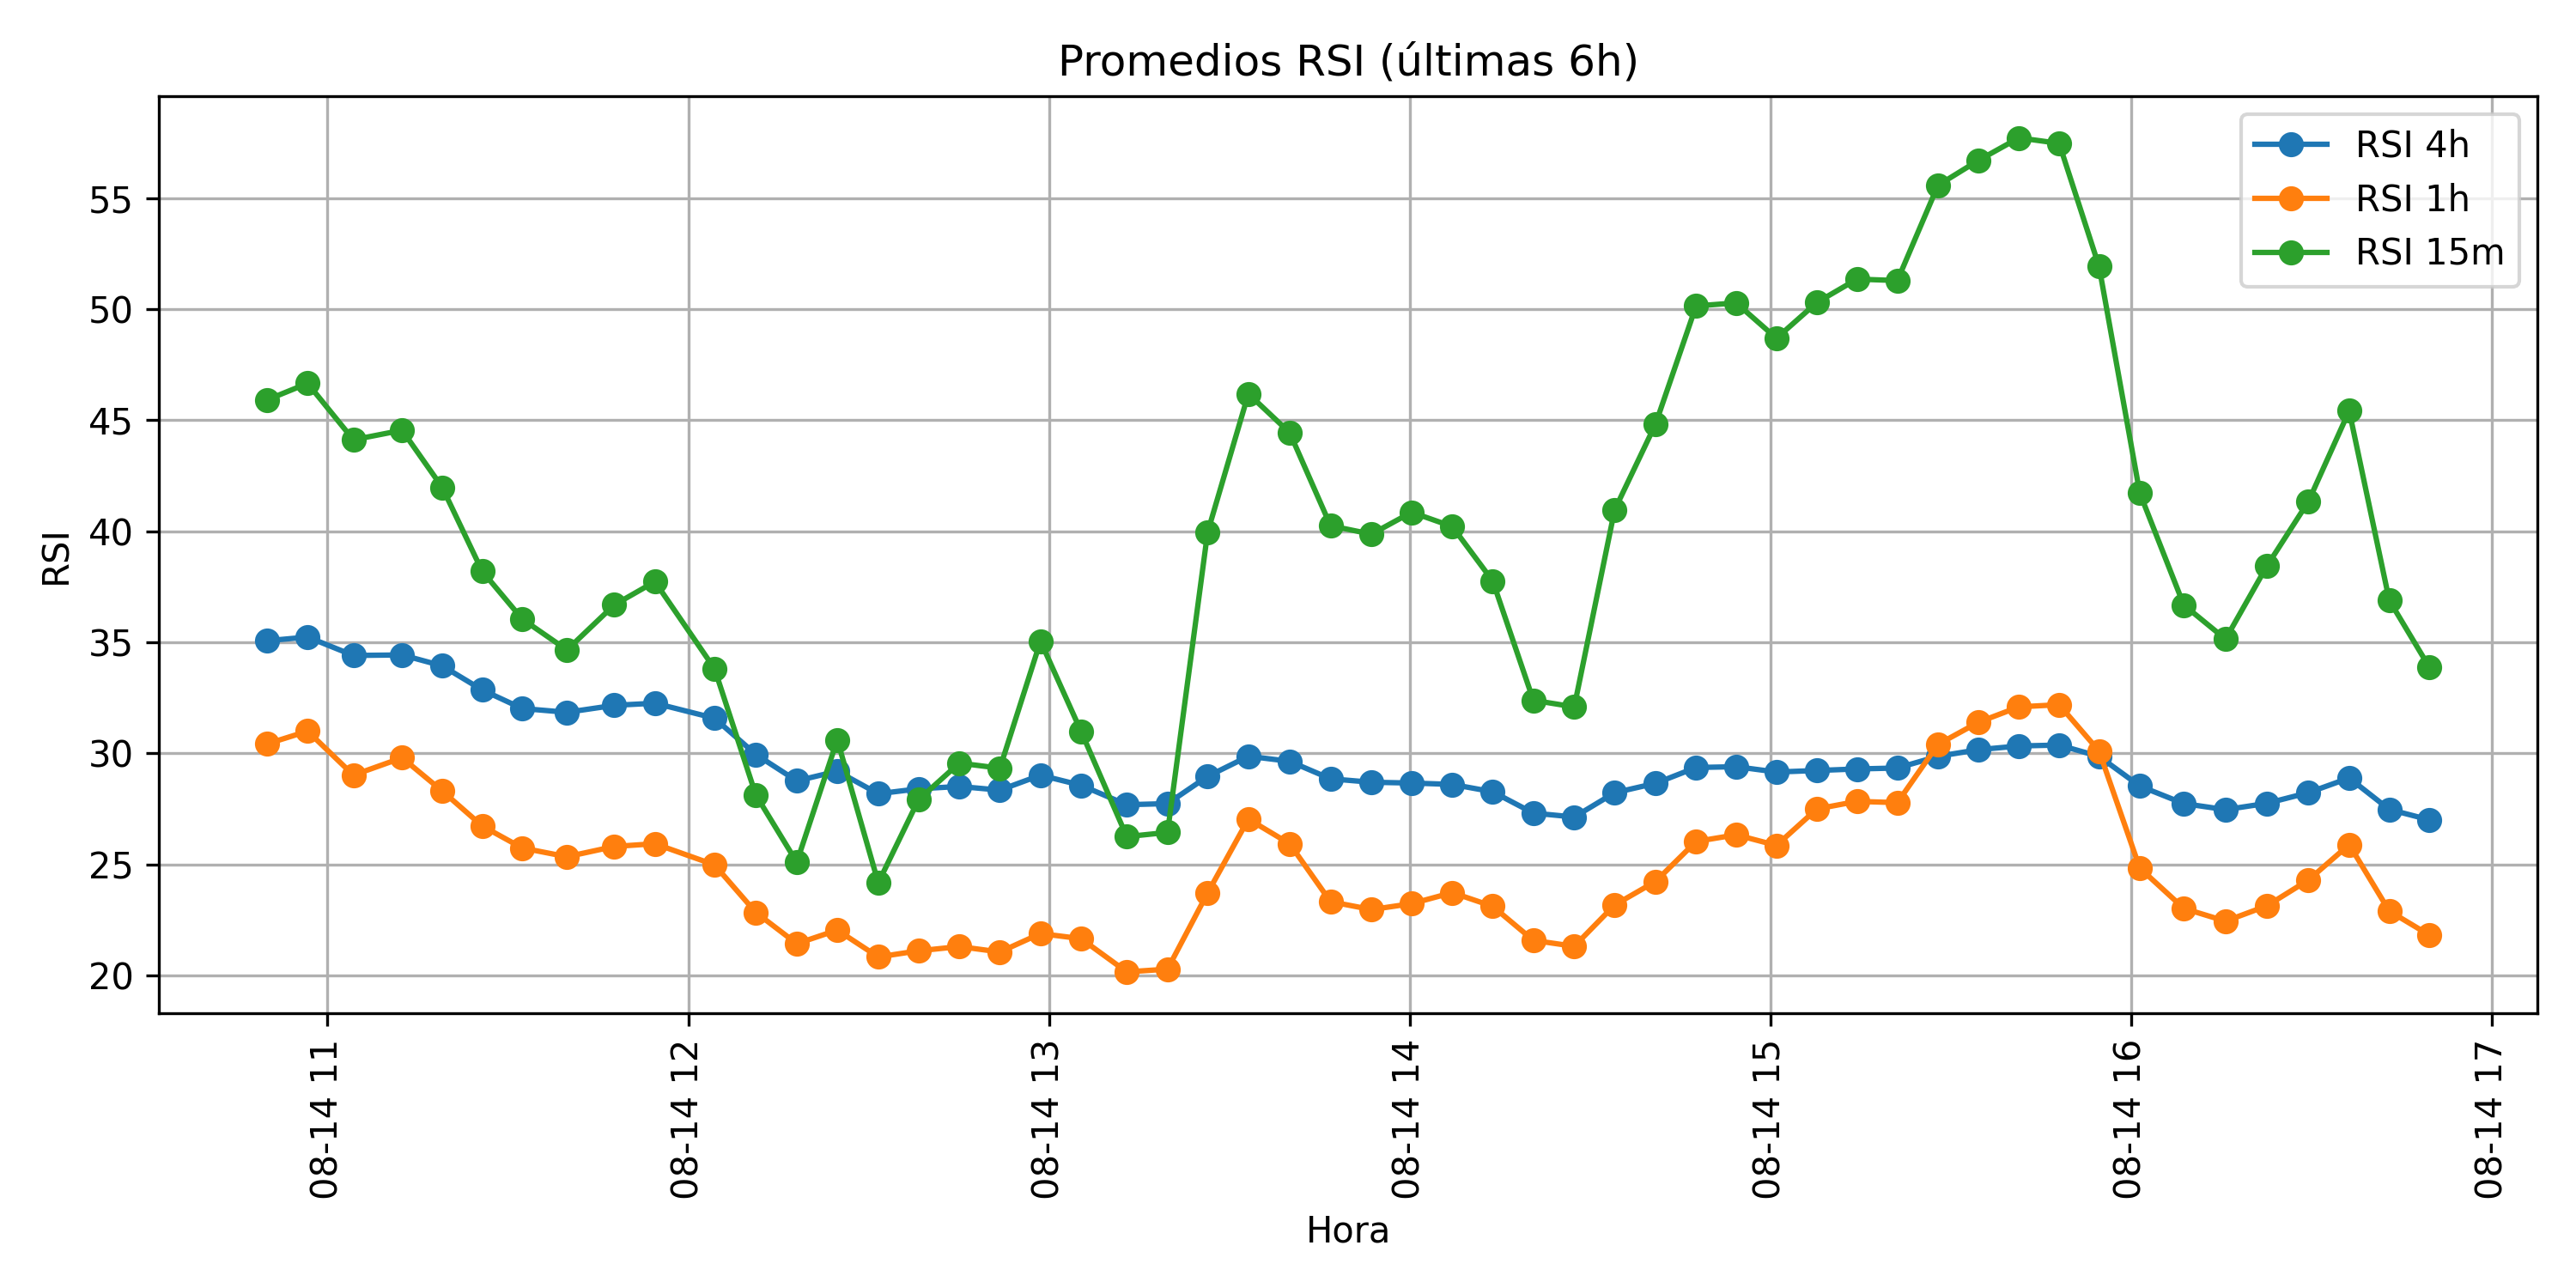 Promedios RSI (últimas 6h)
RSI 4h
RSI 1h
RSI 15m
RSI
55
50
45
40
35
30
25
20
08-14 11
08-14 12
08-14 13
08-14 14
08-14 15
08-14 16
08-14 17
Hora